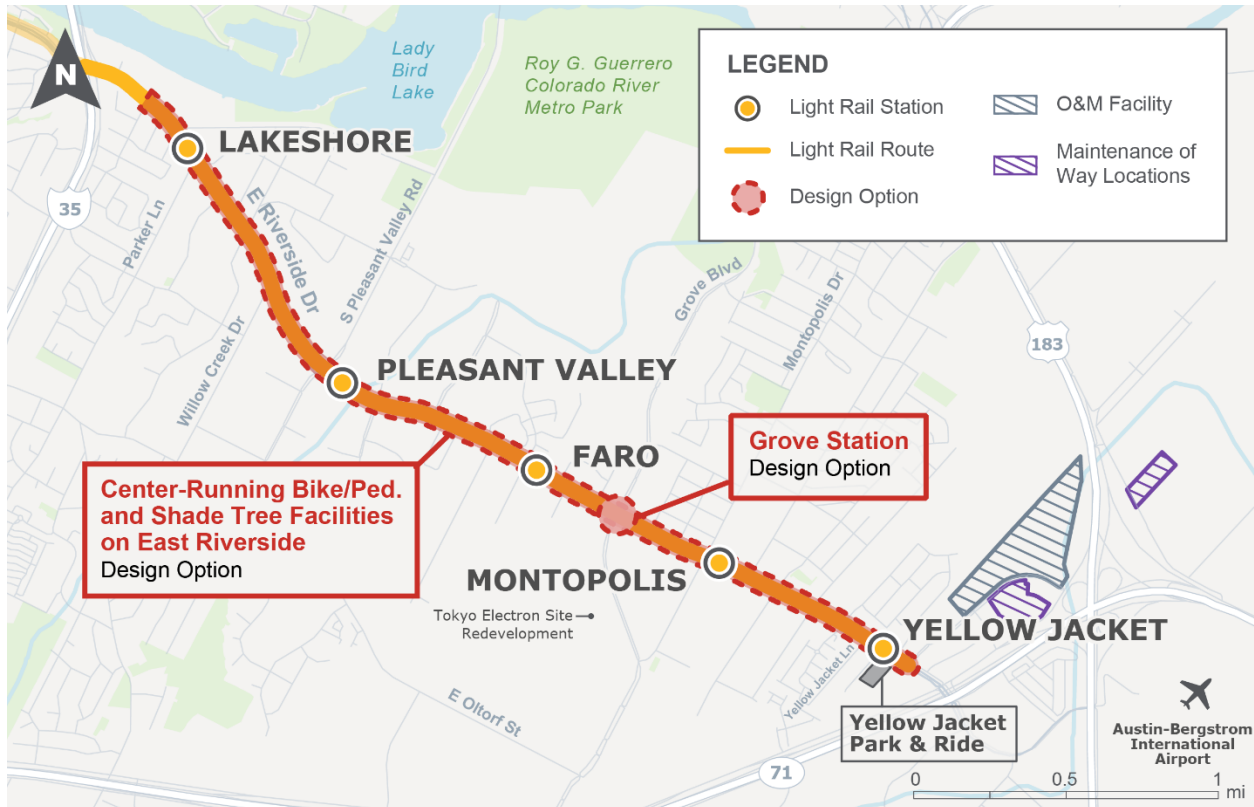 N
Lady
Bird
Lake
Roy G. Guerrero
Colorado River
Metro Park
LEGEND
Light Rail Station
Light Rail Route
Design Option
O&M Facility
Maintenance of
Way Locations
LAKESHORE
35
Parker Ln
E Riverside Dr
S Pleasant Valley Rd
Grove Blvd
Montopolis Dr
183
Willow Creek Dr
PLEASANT VALLEY
FARO
Grove Station
Design Option
Center-Running Bike/Ped.
and Shade Tree Facilities
on East Riverside
Design Option
MONTOPOLIS
Tokyo Electron Site
Redevelopment
YELLOW JACKET
Yellow Jacket Ln
E Oltorf St
Yellow Jacket
Park & Ride
71
Austin-Bergstrom
International
Airport
0 0.5 1
mi